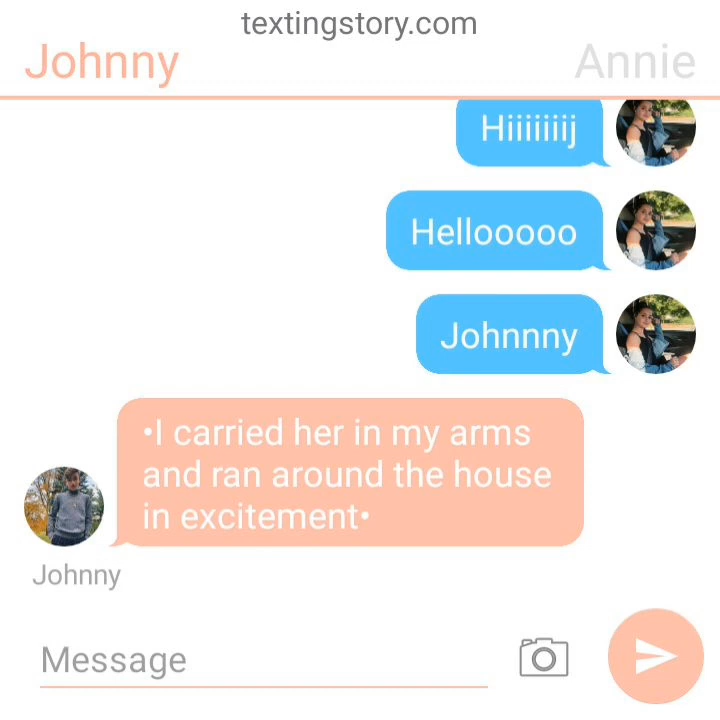 textingstory.com
Johnny
Annie
Hiiiiiiij
Hellooooo
Johnnny
•I carried her in my arms
and ran around the house
in excitement•
Johnny
Message